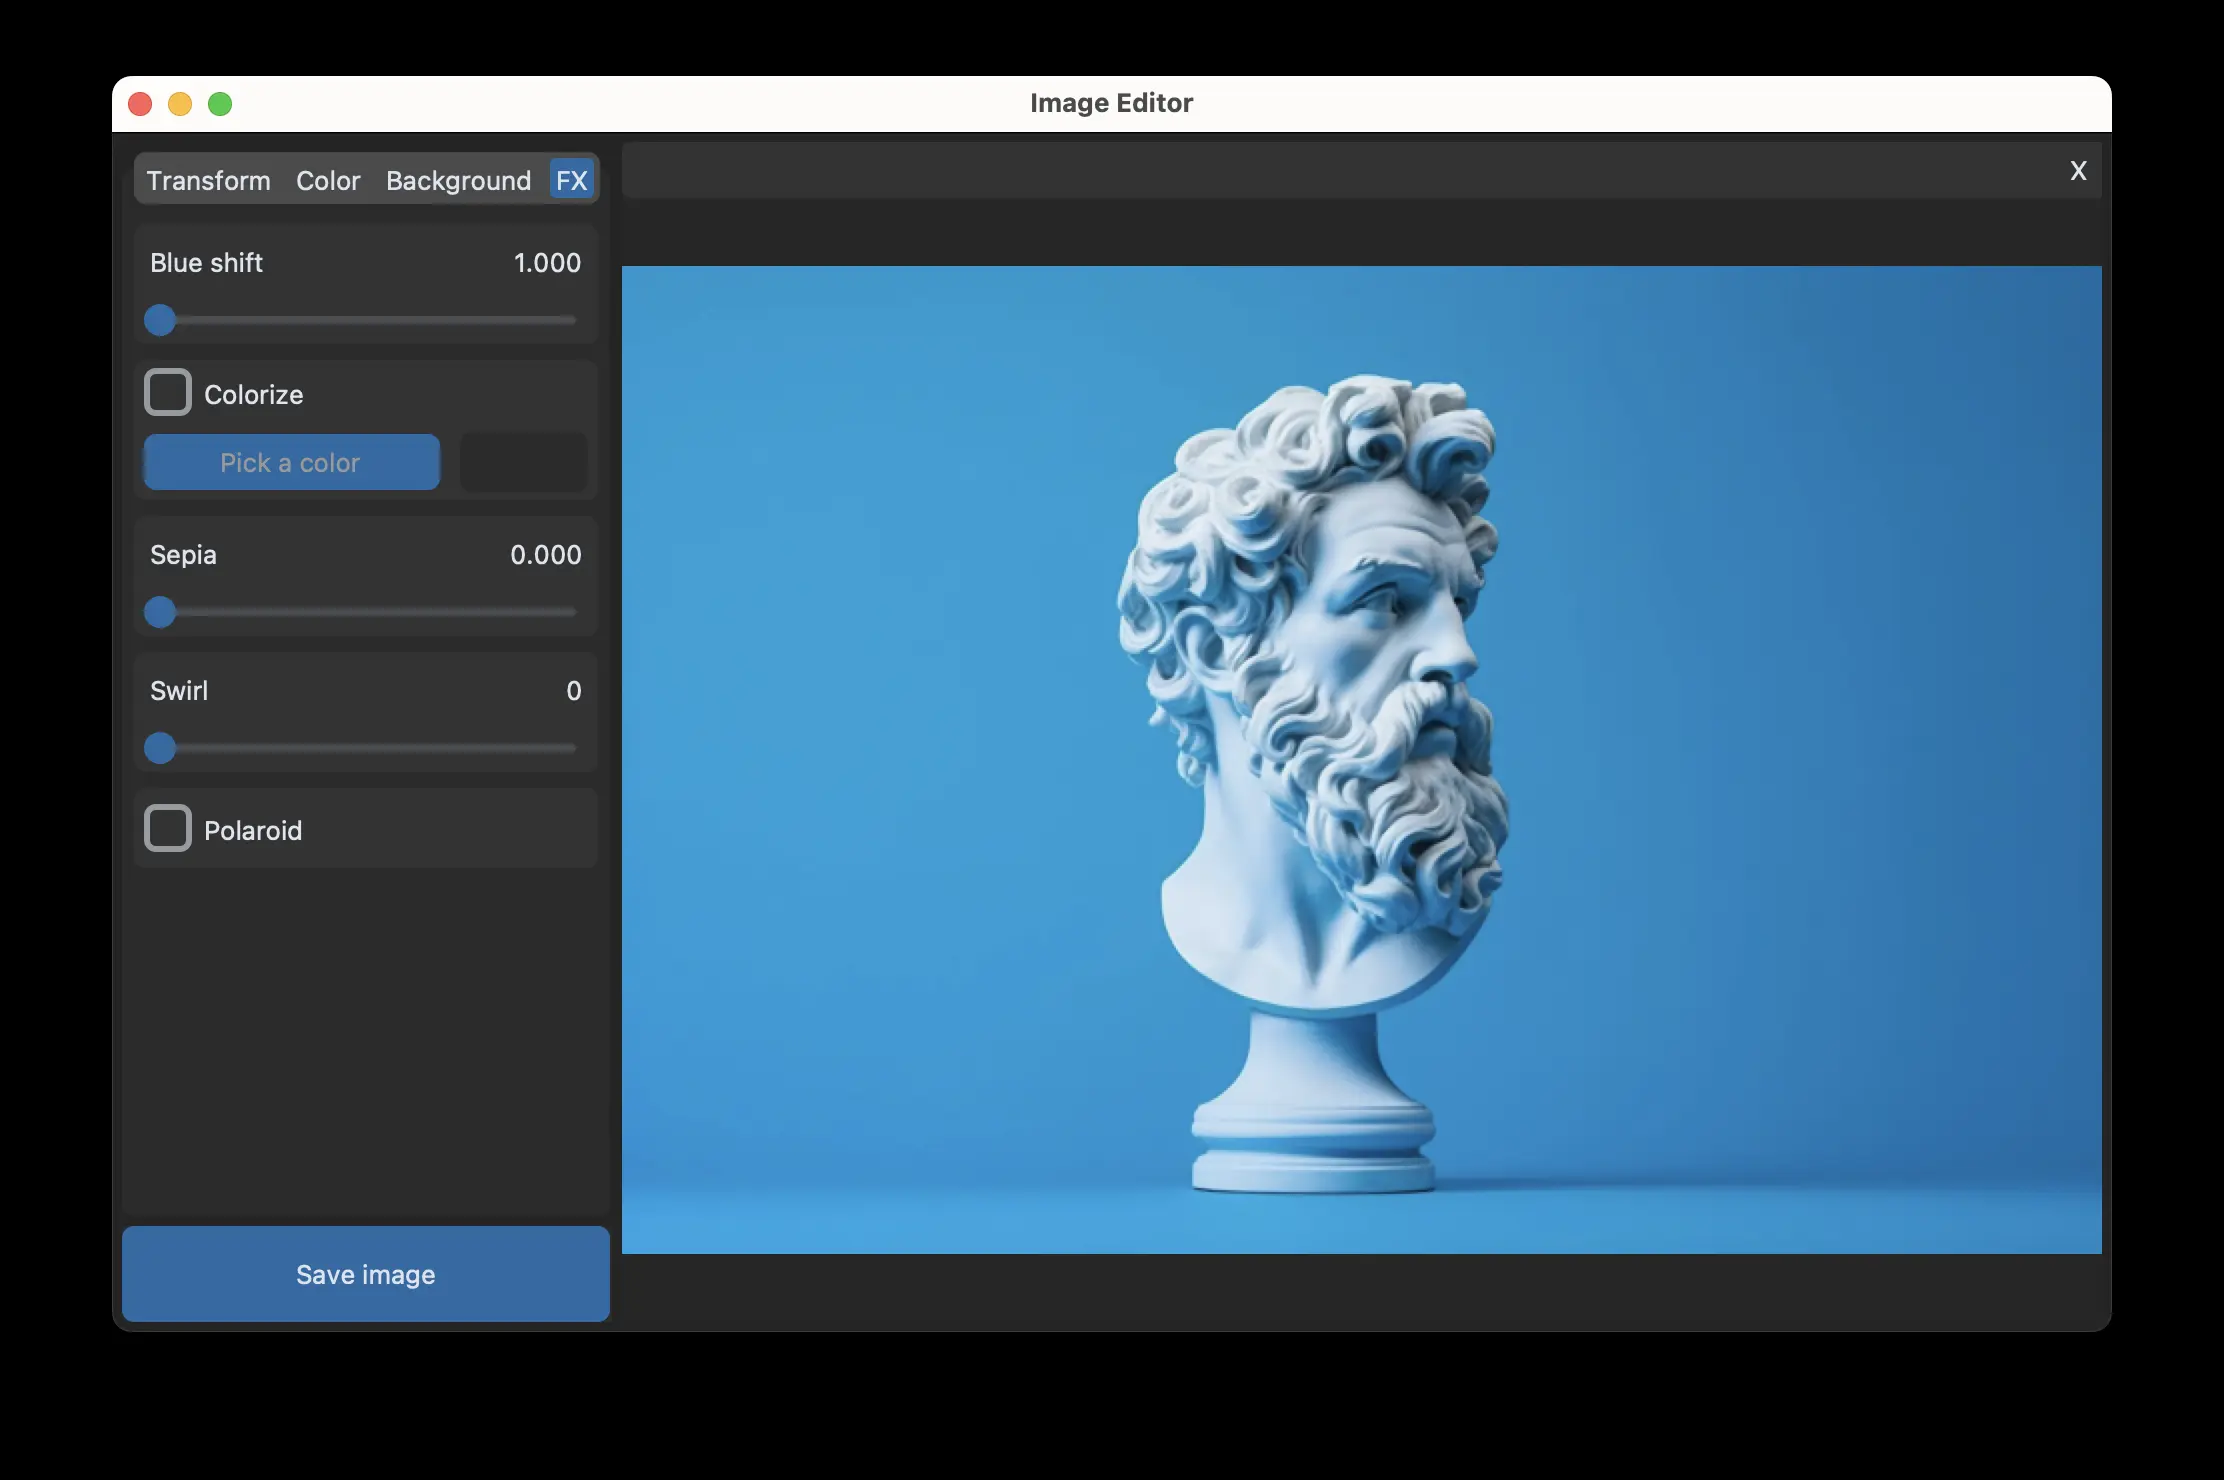 Image Editor
Transform Color Background FX
X
Blue shift 1.000
Colorize
Pick a color
Sepia 0.000
Swirl 0
Polaroid
Save image